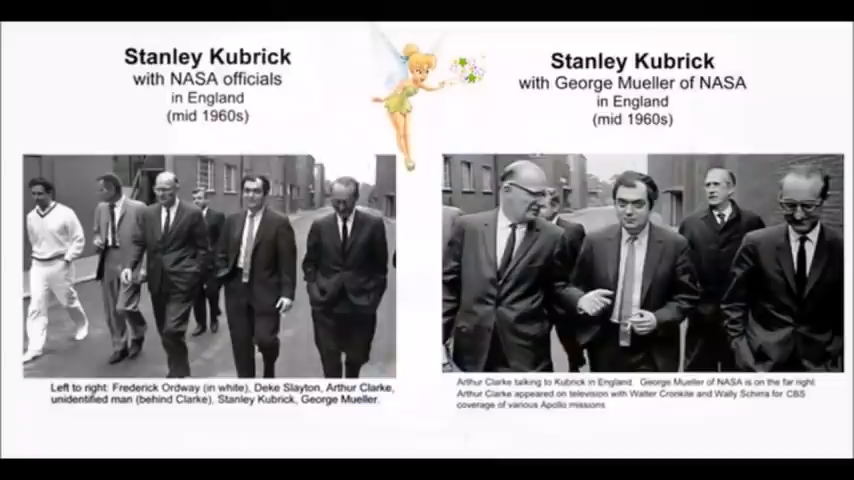 Stanley Kubrick
with NASA officials
in England
(mid 1960s)
Left to right: Frederick Ordway (in white), Deke Slayton, Arthur Clarke,
unidentified man (behind Clarke), Stanley Kubrick, George Mueller.
Stanley Kubrick
with George Mueller of NASA
in England
(mid 1960s)
Arthur Clarke talking to Kubrick in England. George Mueller of NASA is on the far right.
Arthur Clarke appeared on television with Walter Cronkite and Wally Schirra for CBS
coverage of various Apollo missions